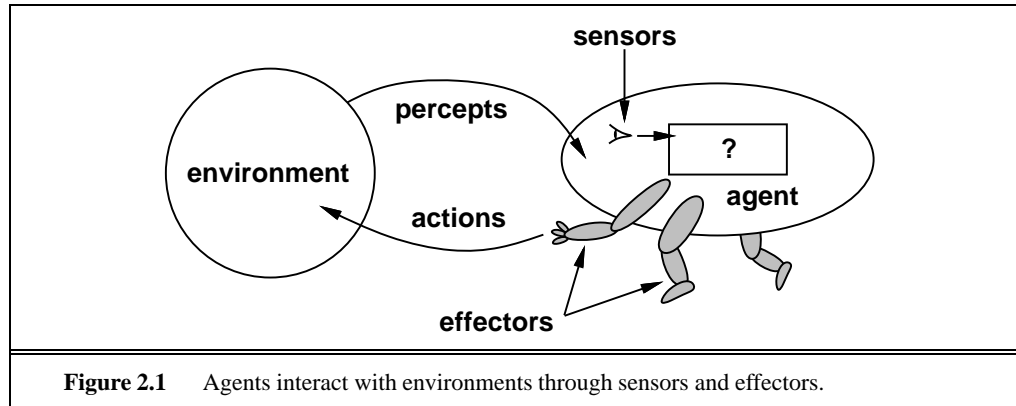 sensors
percepts
environment
?
agent
actions
effectors
Figure 2.1 Agents interact with environments through sensors and effectors.